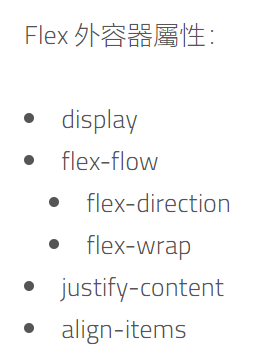 Flex 外容器屬性：
display
flex-flow
flex-direction
flex-wrap
justify-content
align-items